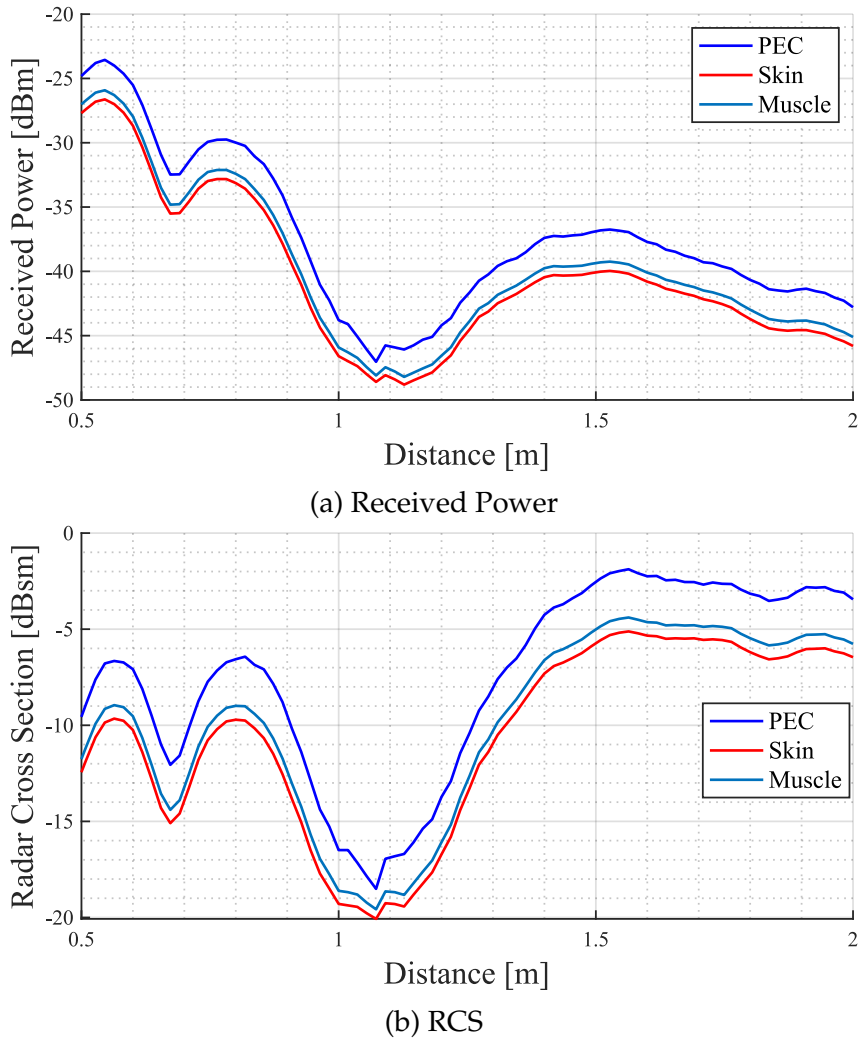 -20
-25
-30
-35
-40
-45
-50
Received Power [dBm]
PEC
Skin
Muscle
0.5 1 1.5 2
Distance [m]
(a) Received Power
0
-5
-10
-15
-20
Radar Cross Section [dBsm]
PEC
Skin
Muscle
0.5 1 1.5 2
Distance [m]
(b) RCS